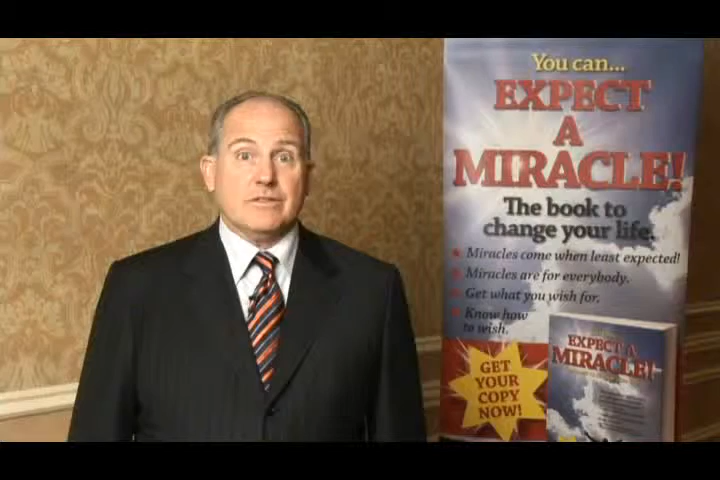 You can...
EXPECT
A
MIRACLE!
The book to
change your life.
Miracles come when least expected!
Miracles are for everybody.
Get what you wish for.
Know how
to wish.
GET
YOUR
COPY
NOW!
EXPECT A
MIRACLE!